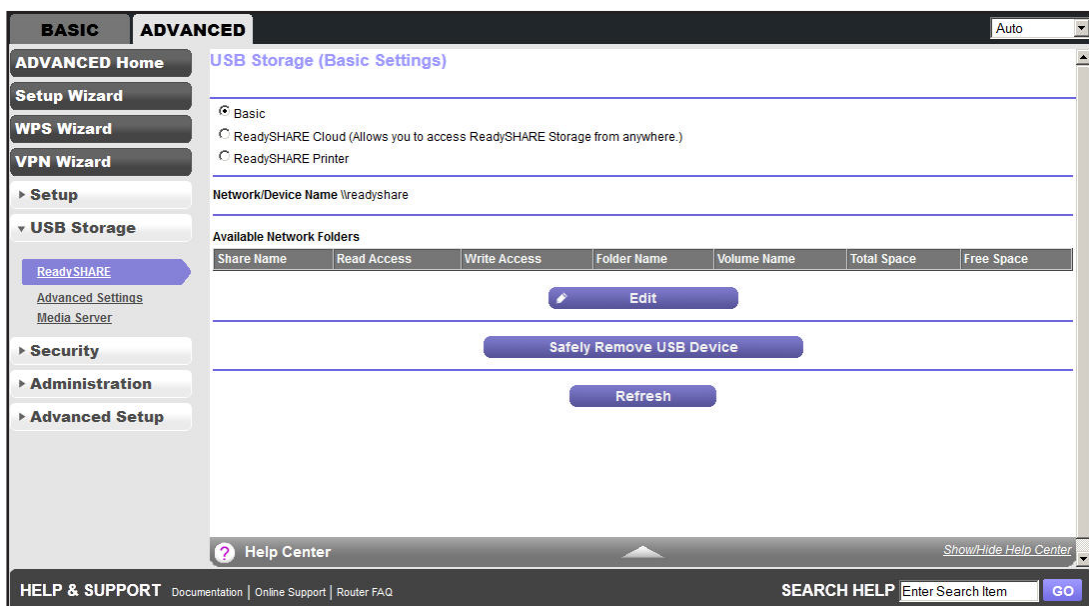 BASIC ADVANCED Auto
ADVANCED Home
Setup Wizard
WPS Wizard
VPN Wizard
Setup
USB Storage
ReadySHARE
Advanced Settings
Media Server
Security
Administration
Advanced Setup
USB Storage (Basic Settings)
Basic
ReadySHARE Cloud (Allows you to access ReadySHARE Storage from anywhere.)
ReadySHARE Printer
Network/Device Name \\readyshare
Available Network Folders
Share Name Read Access Write Access Folder Name Volume Name Total Space Free Space
Edit
Safely Remove USB Device
Refresh
? Help Center Show/Hide Help Center
HELP & SUPPORT Documentation | Online Support | Router FAQ SEARCH HELP Enter Search Item GO